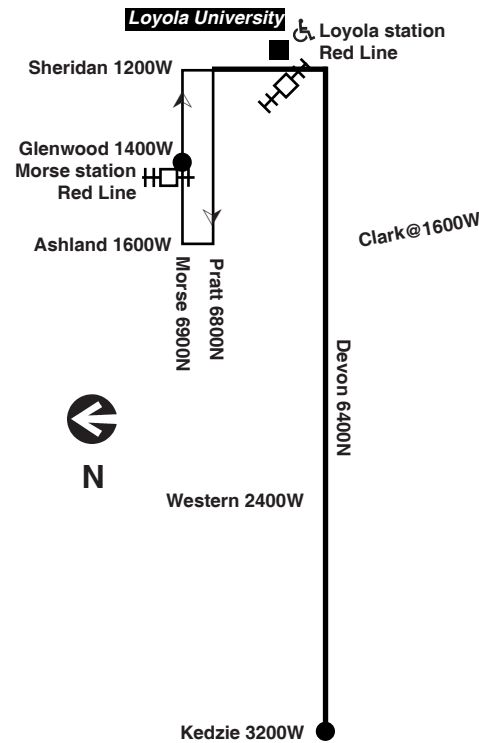 Loyola University
Loyola station
Red Line
Sheridan 1200W
Glenwood 1400W
Morse station
Red Line
Ashland 1600W
Clark@1600W
Morse 6900N
Pratt 6800N
Devon 6400N
N
Western 2400W
Kedzie 3200W